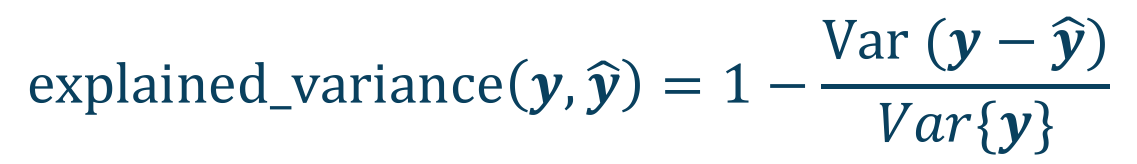 explained_variance(y, ŷ) = 1 − Var (y − ŷ) / Var{y}